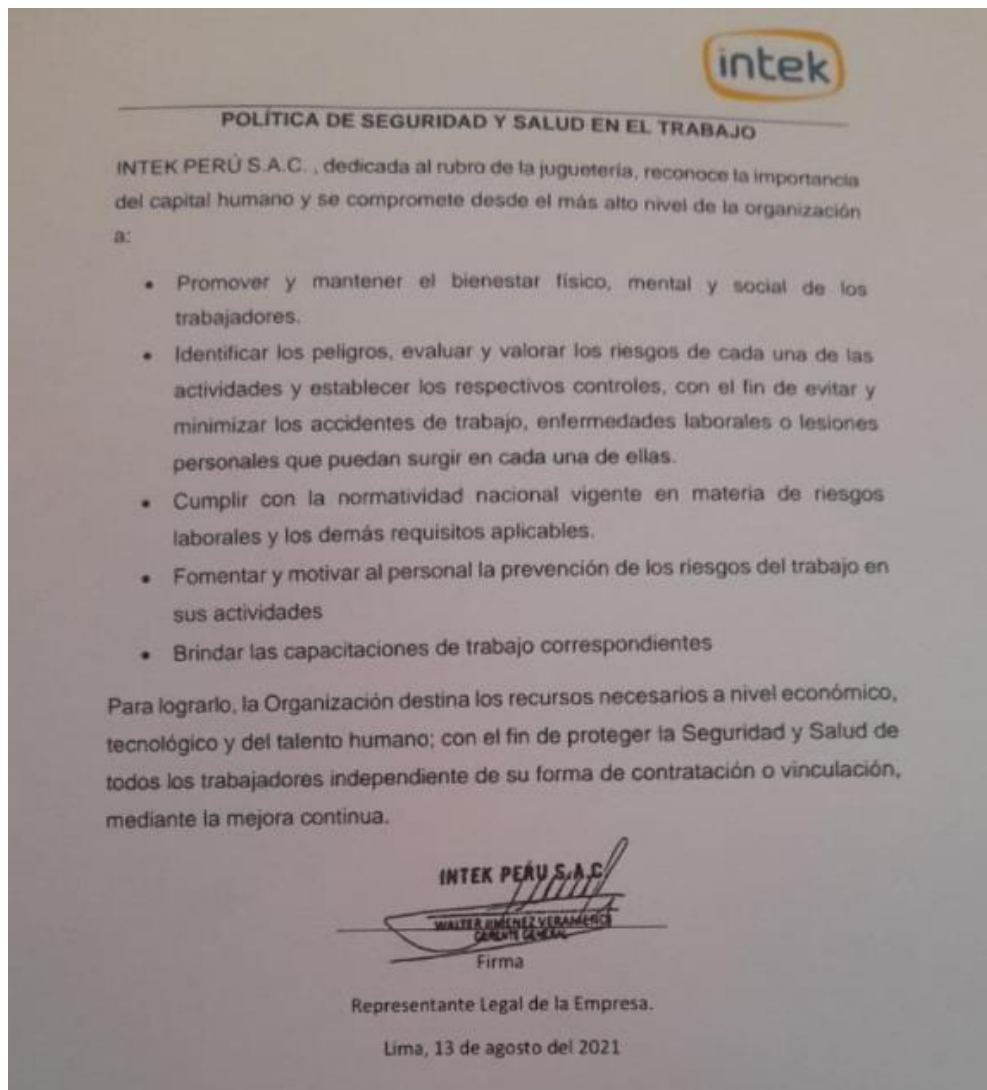 intek
POLÍTICA DE SEGURIDAD Y SALUD EN EL TRABAJO
INTEK PERÚ S.A.C. , dedicada al rubro de la juguetería, reconoce la importancia
del capital humano y se compromete desde el más alto nivel de la organización
a:
• Promover y mantener el bienestar físico, mental y social de los
trabajadores.
• Identificar los peligros, evaluar y valorar los riesgos de cada una de las
actividades y establecer los respectivos controles, con el fin de evitar y
minimizar los accidentes de trabajo, enfermedades laborales o lesiones
personales que puedan surgir en cada una de ellas.
• Cumplir con la normatividad nacional vigente en materia de riesgos
laborales y los demás requisitos aplicables.
• Fomentar y motivar al personal la prevención de los riesgos del trabajo en
sus actividades
• Brindar las capacitaciones de trabajo correspondientes
Para lograrlo, la Organización destina los recursos necesarios a nivel económico,
tecnológico y del talento humano; con el fin de proteger la Seguridad y Salud de
todos los trabajadores independiente de su forma de contratación o vinculación,
mediante la mejora continua.
INTEK PERU S.A.C
WALTER JIMENEZ
GERENTE GENERAL
Firma
Representante Legal de la Empresa.
Lima, 13 de agosto del 2021